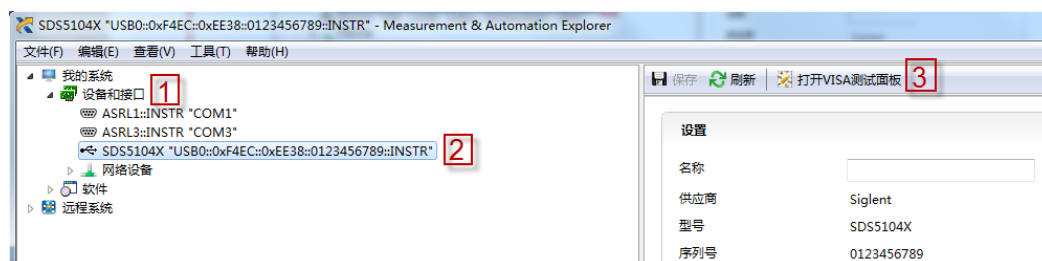 SDS5104X "USB0::0xF4EC::0xEE38::0123456789::INSTR" - Measurement & Automation Explorer
文件(F) 编辑(E) 查看(V) 工具(T) 帮助(H)
我的系统
设备和接口 1
ASRL1::INSTR "COM1"
ASRL3::INSTR "COM3"
SDS5104X "USB0::0xF4EC::0xEE38::0123456789::INSTR" 2
网络设备
软件
远程系统
保存 刷新 打开VISA测试面板 3
设置
名称
供应商 Siglent
型号 SDS5104X
序列号 0123456789